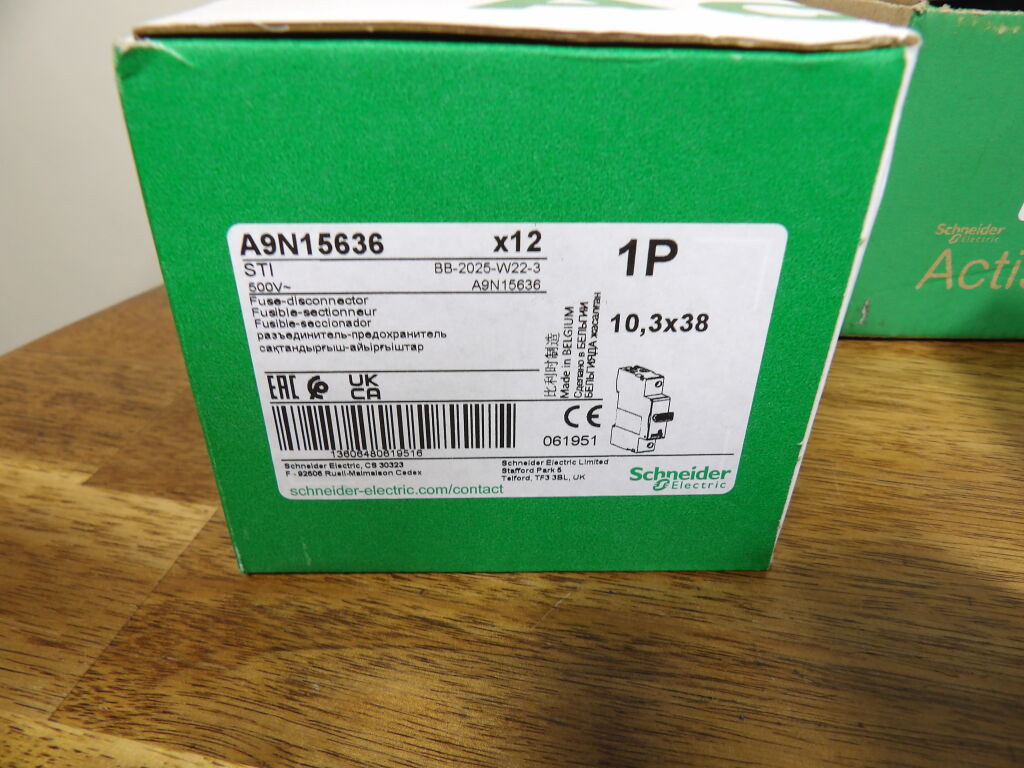 A9N15636 x12
STI BB-2025-W22-3
500V~ A9N15636
Fuse-disconnector
Fusible-sectionneur
Fusible-seccionador
разъединитель-предохранитель
сақтандырғыш-айырғыштар
1P
10,3x38
比利时制造
Made in BELGIUM
Сделано в БЕЛЬГИИ
БЕЛЬГИЯДА жасалған
EAC UK
CA
CE
061951
13606480619516
Schneider Electric, CS 30323
F - 92506 Rueil-Malmaison Cedex
Schneider Electric Limited
Stafford Park 5
Telford, TF3 3BL, UK
schneider-electric.com/contact
Schneider
Electric
Schneider
Electric